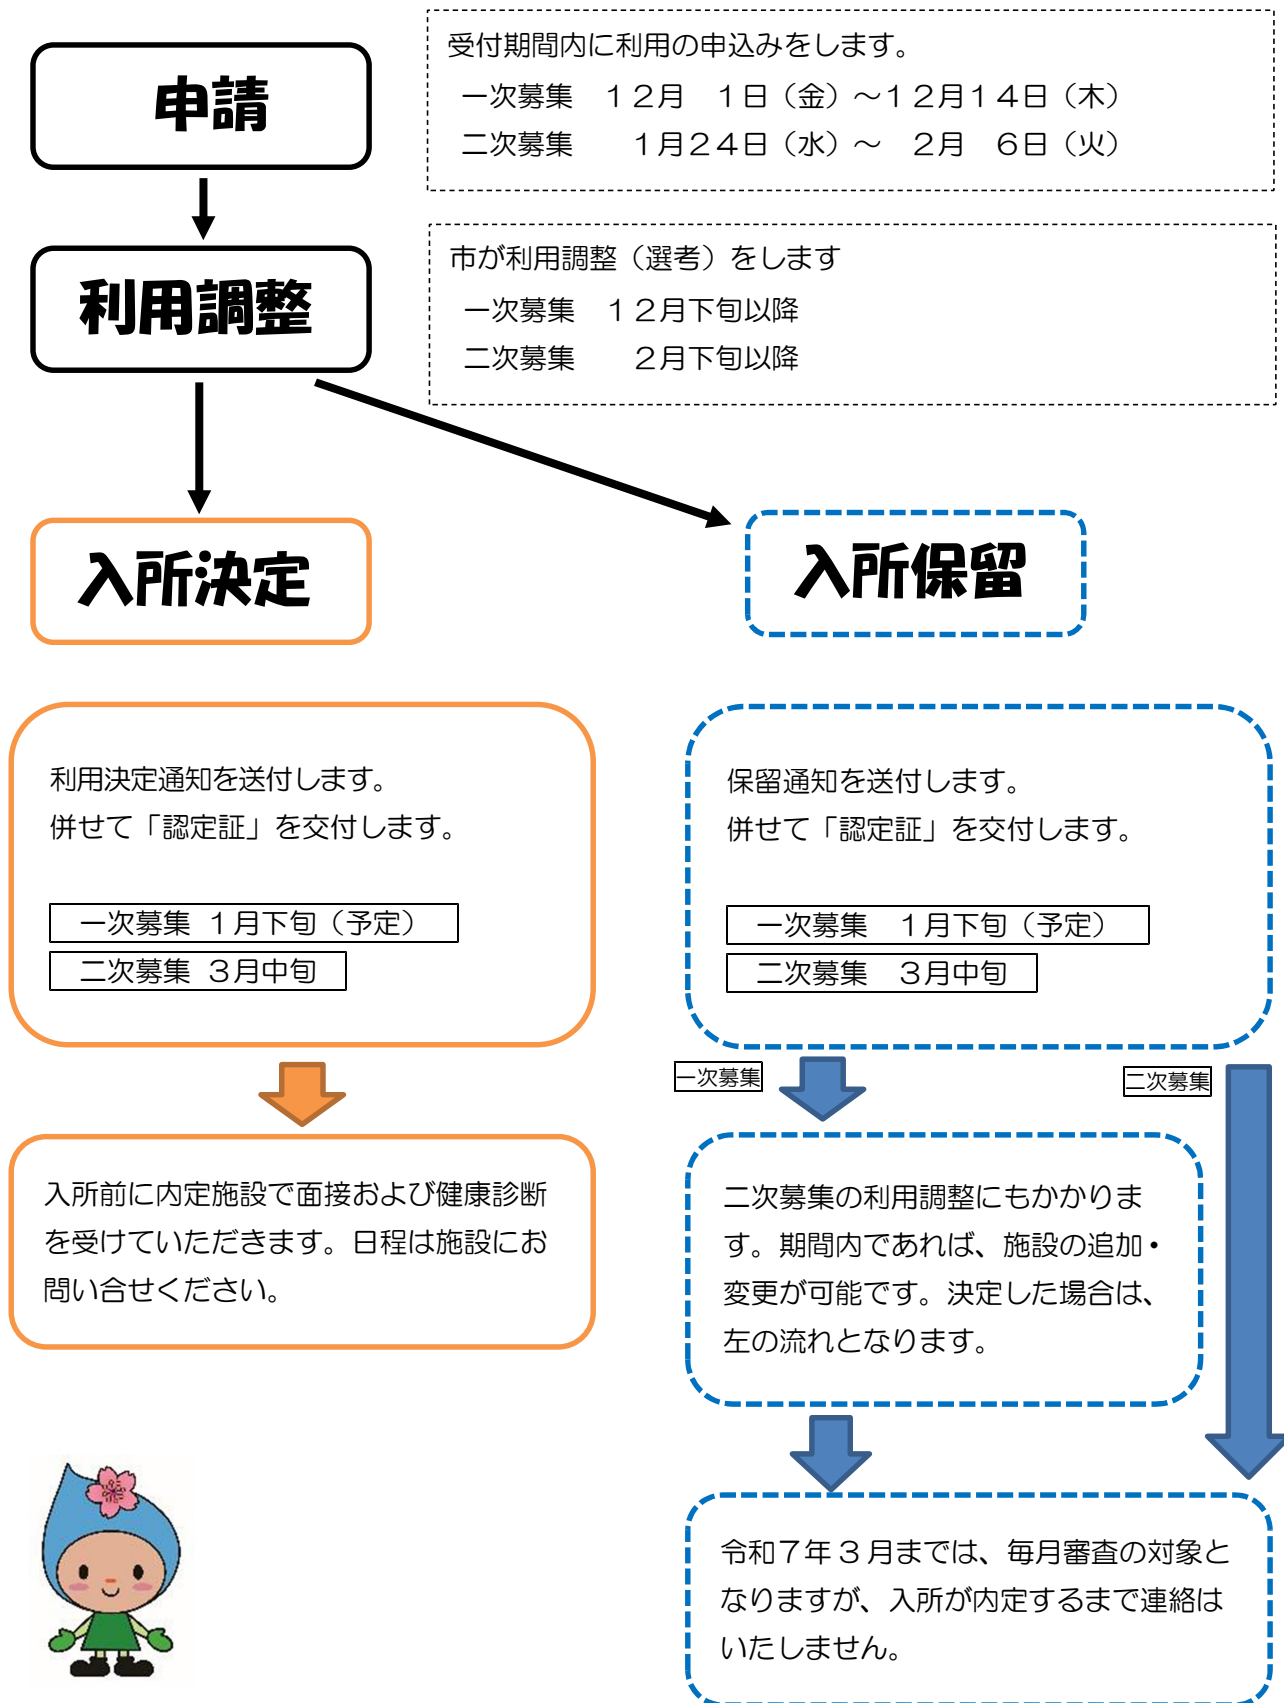 申請
受付期間内に利用の申込みをします。
一次募集　１２月　１日（金）～１２月１４日（木）
二次募集　　１月２４日（水）～　２月　６日（火）
利用調整
市が利用調整（選考）をします
一次募集　１２月下旬以降
二次募集　　２月下旬以降
入所決定
入所保留
利用決定通知を送付します。
併せて「認定証」を交付します。
一次募集 １月下旬（予定）
二次募集 ３月中旬
保留通知を送付します。
併せて「認定証」を交付します。
一次募集　１月下旬（予定）
二次募集　３月中旬
一次募集
二次募集
入所前に内定施設で面接および健康診断
を受けていただきます。日程は施設にお
問い合せください。
二次募集の利用調整にもかかりま
す。期間内であれば、施設の追加・
変更が可能です。決定した場合は、
左の流れとなります。
令和７年３月までは、毎月審査の対象と
なりますが、入所が内定するまで連絡は
いたしません。